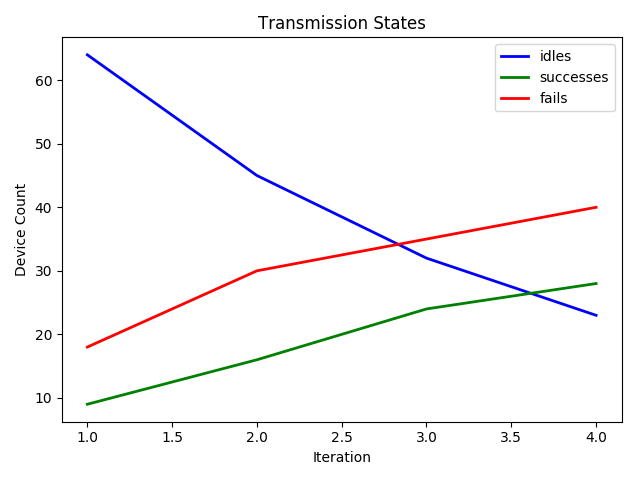 Transmission States
idles
successes
fails
Device Count
60
50
40
30
20
10
1.0 1.5 2.0 2.5 3.0 3.5 4.0
Iteration